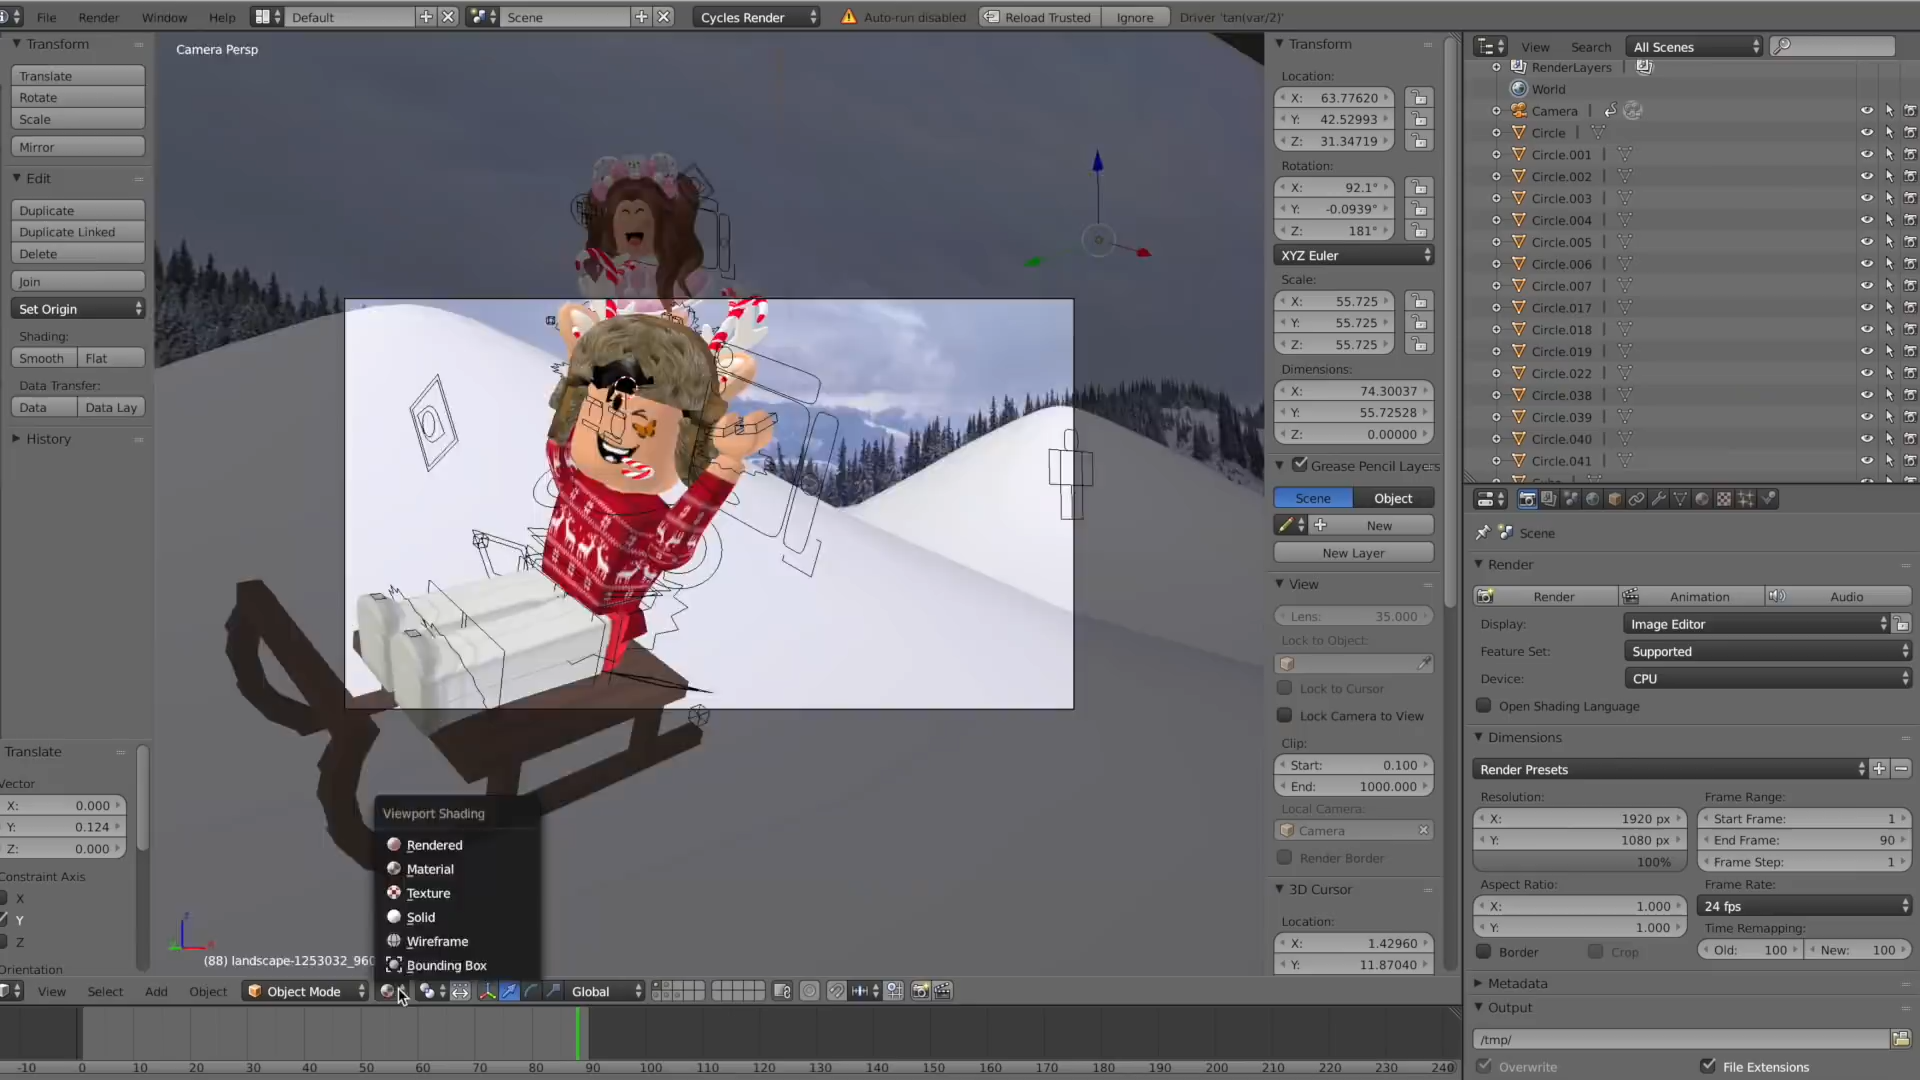 File Render Window Help Default Scene Cycles Render Auto-run disabled Reload Trusted Ignore Driver 'tan(var/2)'
Transform
Translate
Rotate
Scale
Mirror
Edit
Duplicate
Duplicate Linked
Delete
Join
Set Origin
Shading:
Smooth Flat
Data Transfer:
Data Data Lay
History
Translate
Vector
X: 0.000
Y: 0.124
Z: 0.000
Constraint Axis
X
Y
Z
Orientation
Camera Persp
Viewport Shading
Rendered
Material
Texture
Solid
Wireframe
Bounding Box
(88) landscape-1253032_960
View Select Add Object Object Mode Global
-10 0 10 20 30 40 50 60 70 80 90 100 110 120 130 140 150 160 170 180 190 200 210 220 230 240
Transform
Location:
X: 63.77620
Y: 42.52993
Z: 31.34719
Rotation:
X: 92.1°
Y: -0.0939°
Z: 181°
XYZ Euler
Scale:
X: 55.725
Y: 55.725
Z: 55.725
Dimensions:
X: 74.30037
Y: 55.72528
Z: 0.00000
Grease Pencil Layers
Scene Object
New
New Layer
View
Lens: 35.000
Lock to Object:
Lock to Cursor
Lock Camera to View
Clip:
Start: 0.100
End: 1000.000
Local Camera:
Camera
Render Border
3D Cursor
Location:
X: 1.42960
Y: 11.87040
View Search All Scenes
RenderLayers
World
Camera
Circle
Circle.001
Circle.002
Circle.003
Circle.004
Circle.005
Circle.006
Circle.007
Circle.017
Circle.018
Circle.019
Circle.022
Circle.038
Circle.039
Circle.040
Circle.041
Scene
Render
Render Animation Audio
Display: Image Editor
Feature Set: Supported
Device: CPU
Open Shading Language
Dimensions
Render Presets
Resolution: Frame Range:
X: 1920 px Start Frame: 1
Y: 1080 px End Frame: 90
100% Frame Step: 1
Aspect Ratio: Frame Rate:
X: 1.000 24 fps
Y: 1.000 Time Remapping:
Border Crop Old: 100 New: 100
Metadata
Output
/tmp/
Overwrite File Extensions